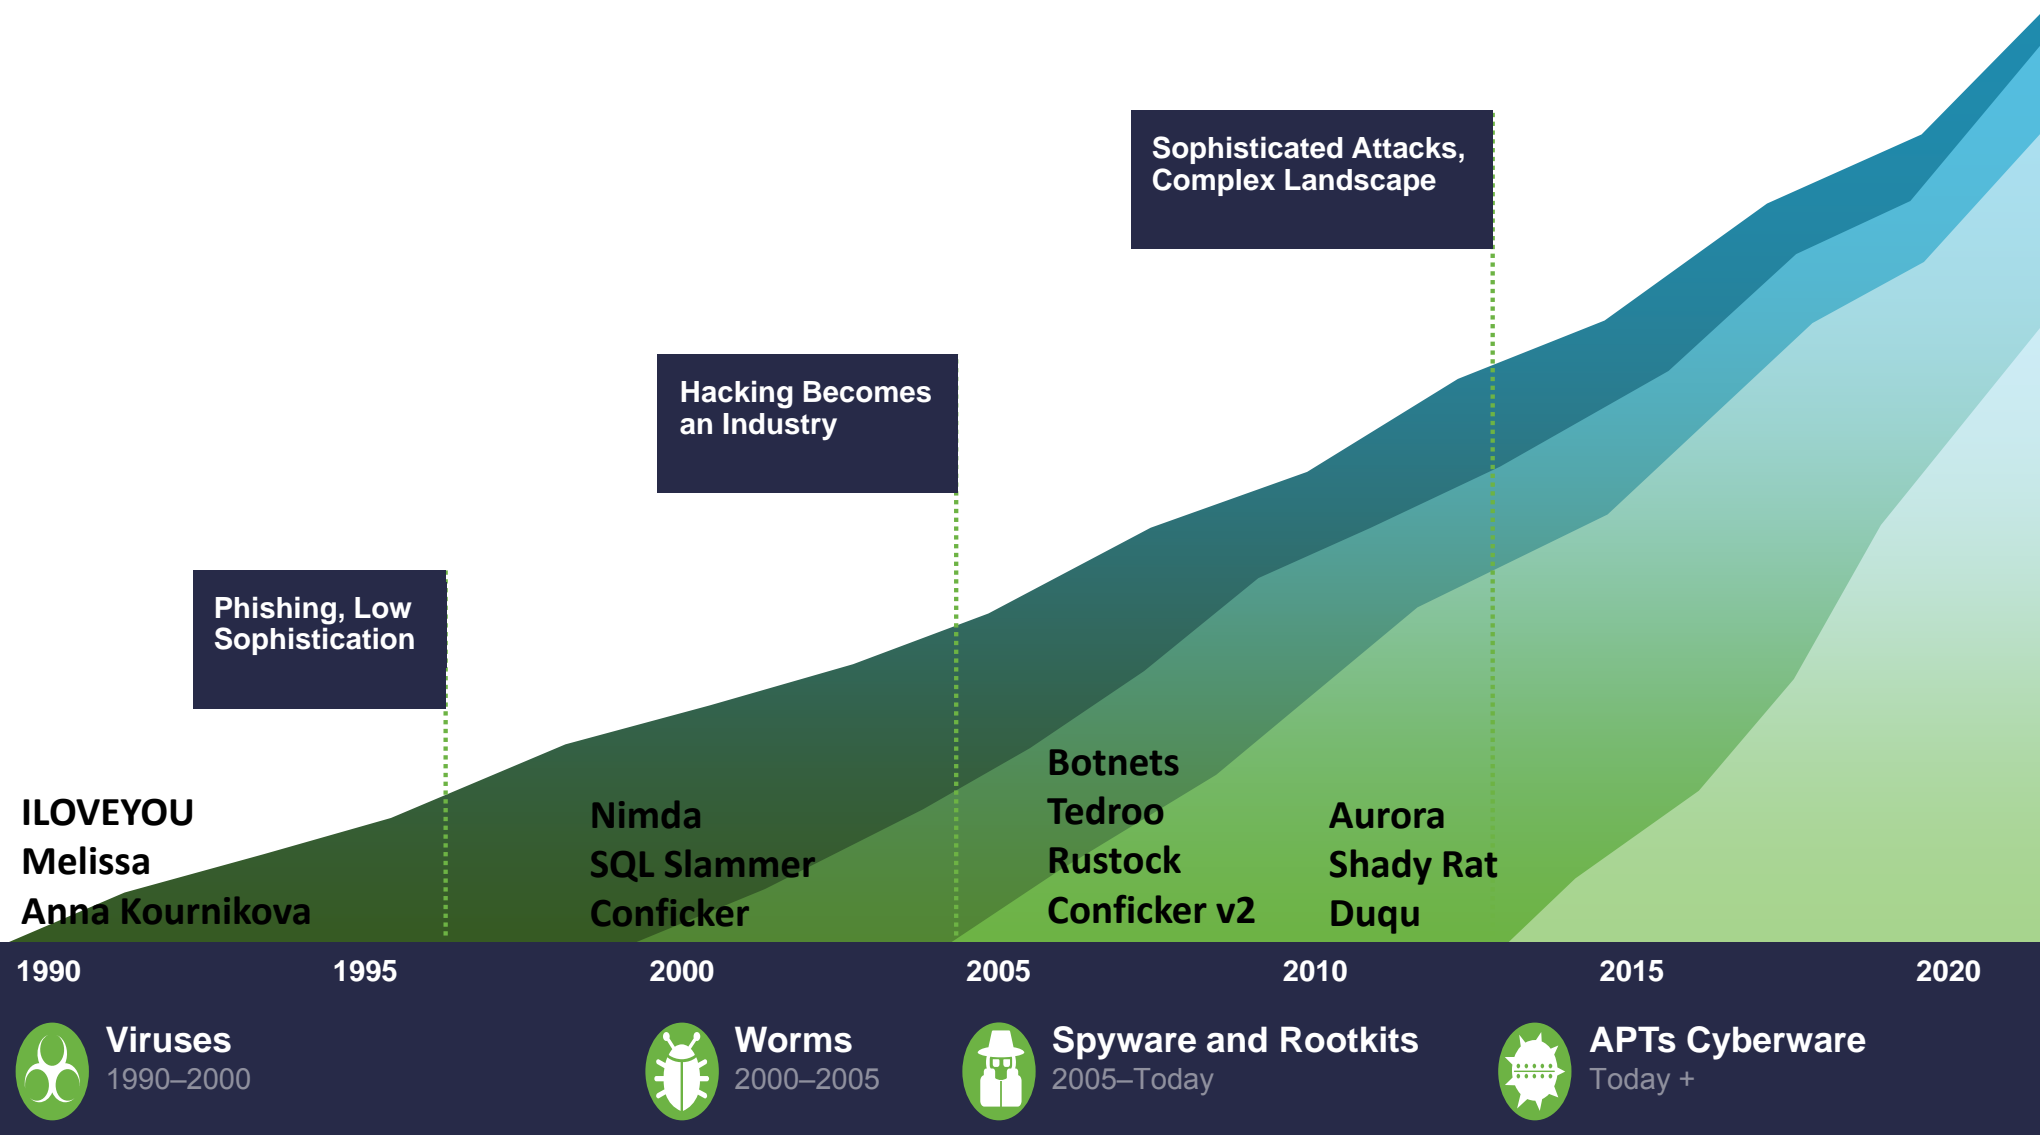 Sophisticated Attacks,
Complex Landscape
Hacking Becomes
an Industry
Phishing, Low
Sophistication
ILOVEYOU
Melissa
Anna Kournikova
Nimda
SQL Slammer
Conficker
Botnets
Tedroo
Rustock
Conficker v2
Aurora
Shady Rat
Duqu
1990
1995
2000
2005
2010
2015
2020
Viruses
1990–2000
Worms
2000–2005
Spyware and Rootkits
2005–Today
APTs Cyberware
Today +